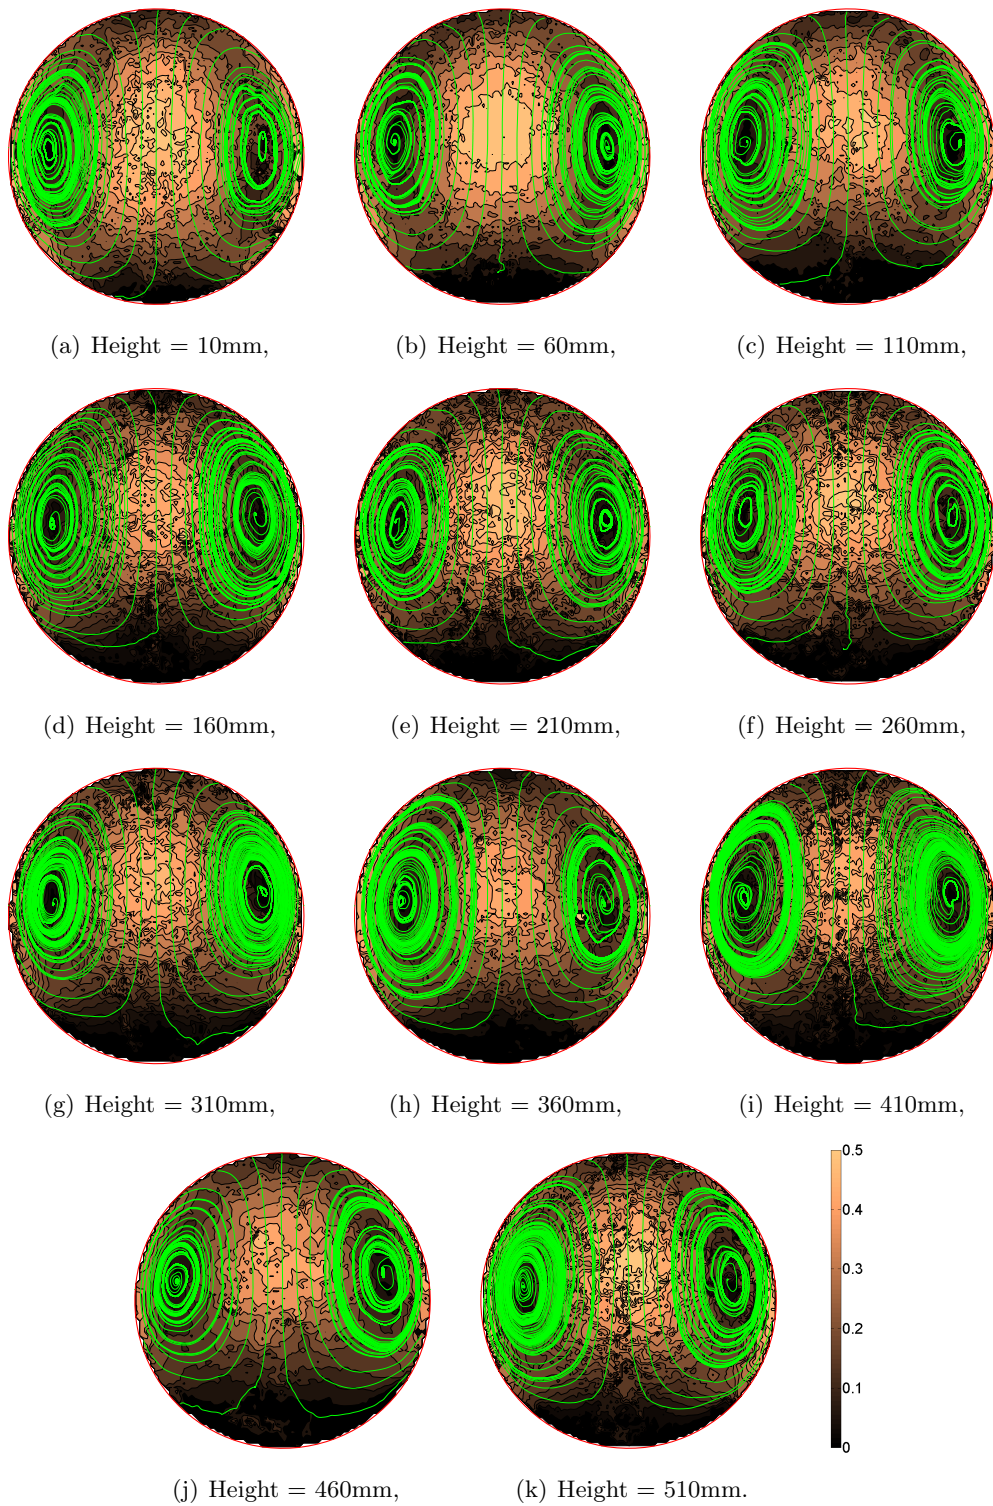 (a) Height = 10mm,
(b) Height = 60mm,
(c) Height = 110mm,
(d) Height = 160mm,
(e) Height = 210mm,
(f) Height = 260mm,
(g) Height = 310mm,
(h) Height = 360mm,
(i) Height = 410mm,
0.5
0.4
0.3
0.2
0.1
0
(j) Height = 460mm,
(k) Height = 510mm.